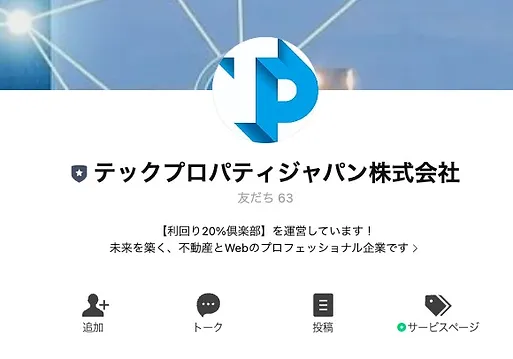 TP
テックプロパティジャパン株式会社
友だち 63
【利回り20%倶楽部】を運営しています！
未来を築く、不動産とWebのプロフェッショナル企業です
追加
トーク
投稿
サービスページ